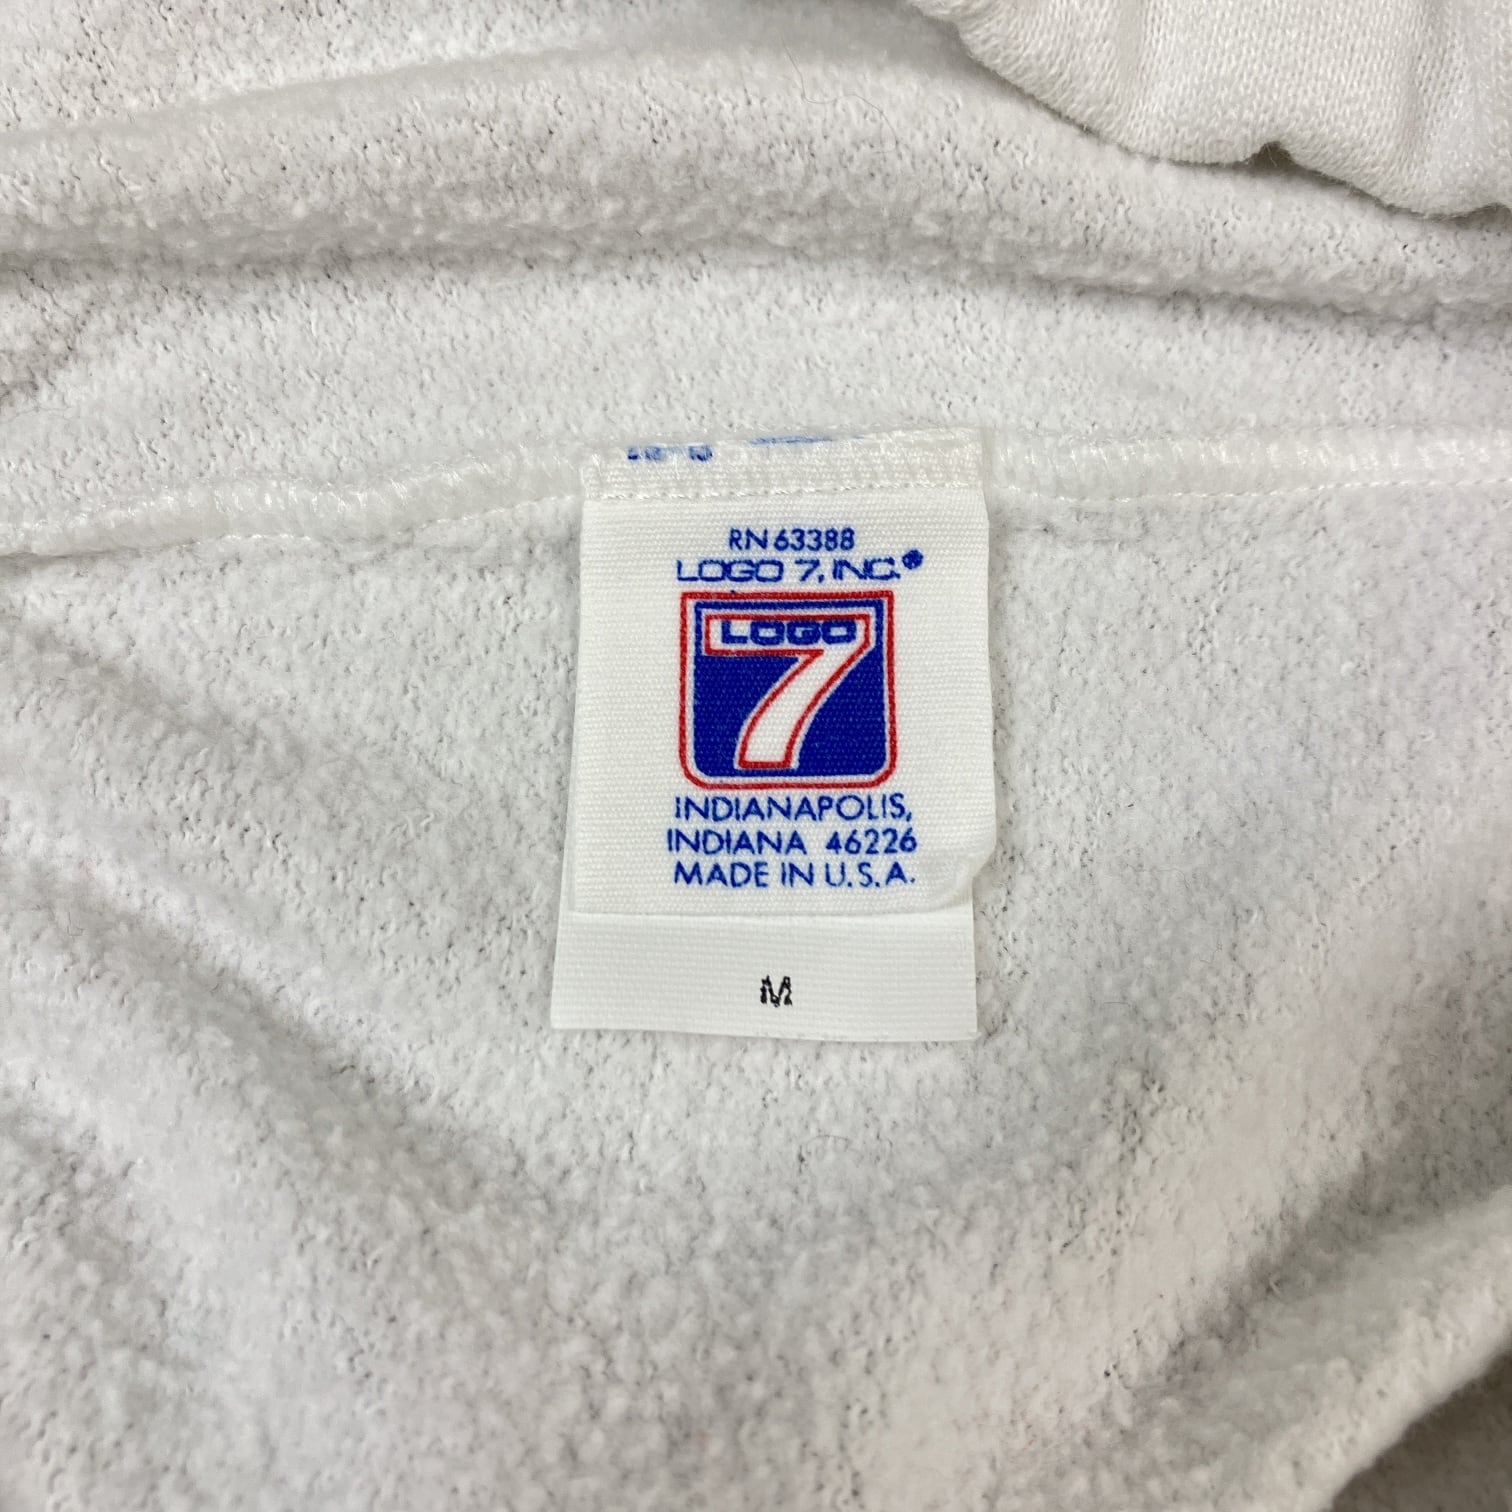 RN 63388
LOGO 7, INC.®
LOGO
7
INDIANAPOLIS,
INDIANA 46226
MADE IN U.S.A.
M